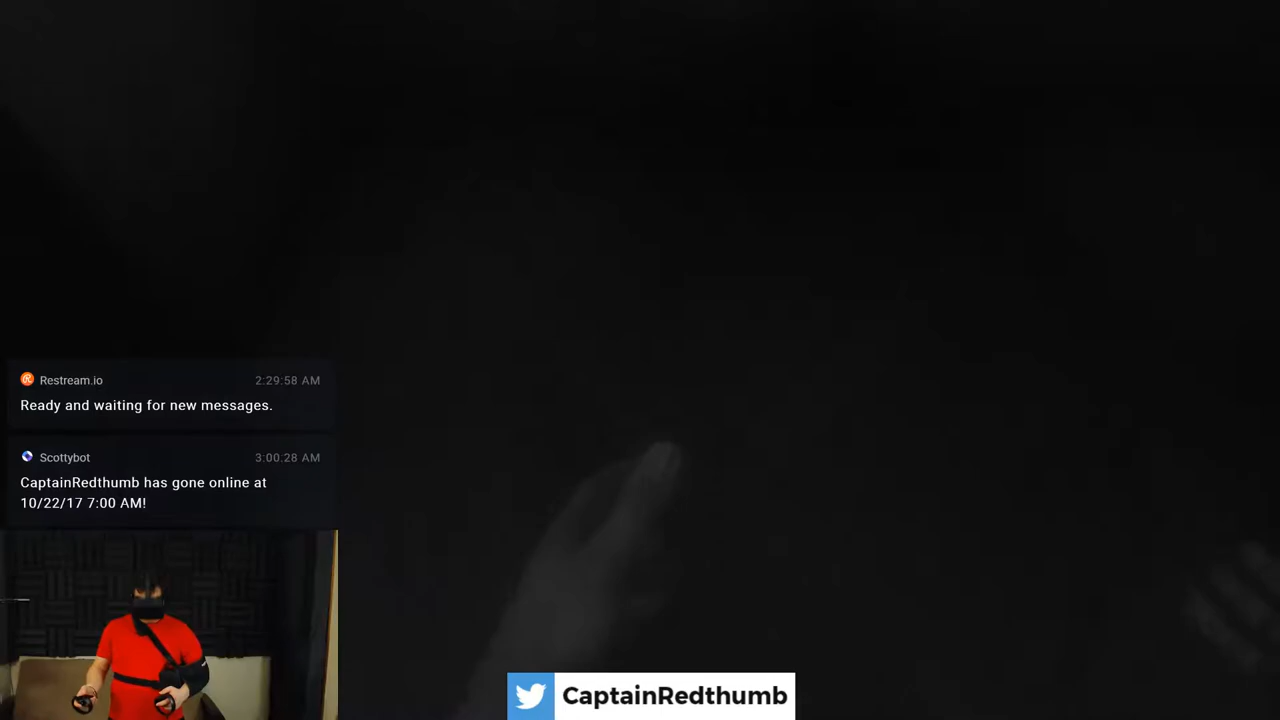 Restream.io 2:29:58 AM
Ready and waiting for new messages.
Scottybot 3:00:28 AM
CaptainRedthumb has gone online at
10/22/17 7:00 AM!
CaptainRedthumb